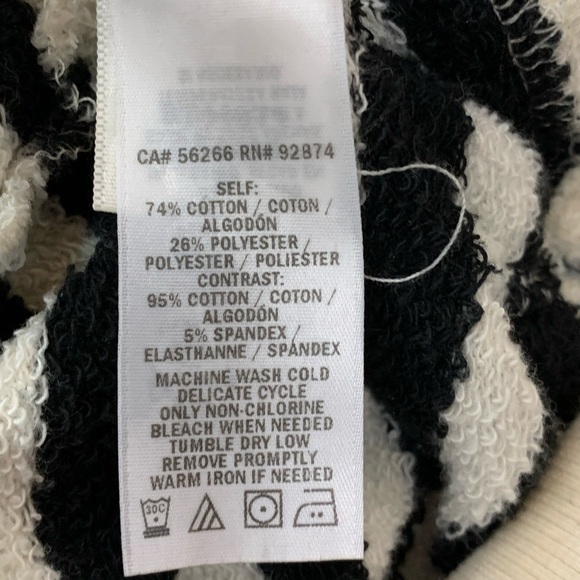 CA# 56266 RN# 92874
SELF:
74% COTTON / COTON /
ALGODÓN
26% POLYESTER /
POLYESTER / POLIESTER
CONTRAST:
95% COTTON / COTON /
ALGODÓN
5% SPANDEX /
ELASTHANNE / SPANDEX
MACHINE WASH COLD
DELICATE CYCLE
ONLY NON-CHLORINE
BLEACH WHEN NEEDED
TUMBLE DRY LOW
REMOVE PROMPTLY
WARM IRON IF NEEDED
30C